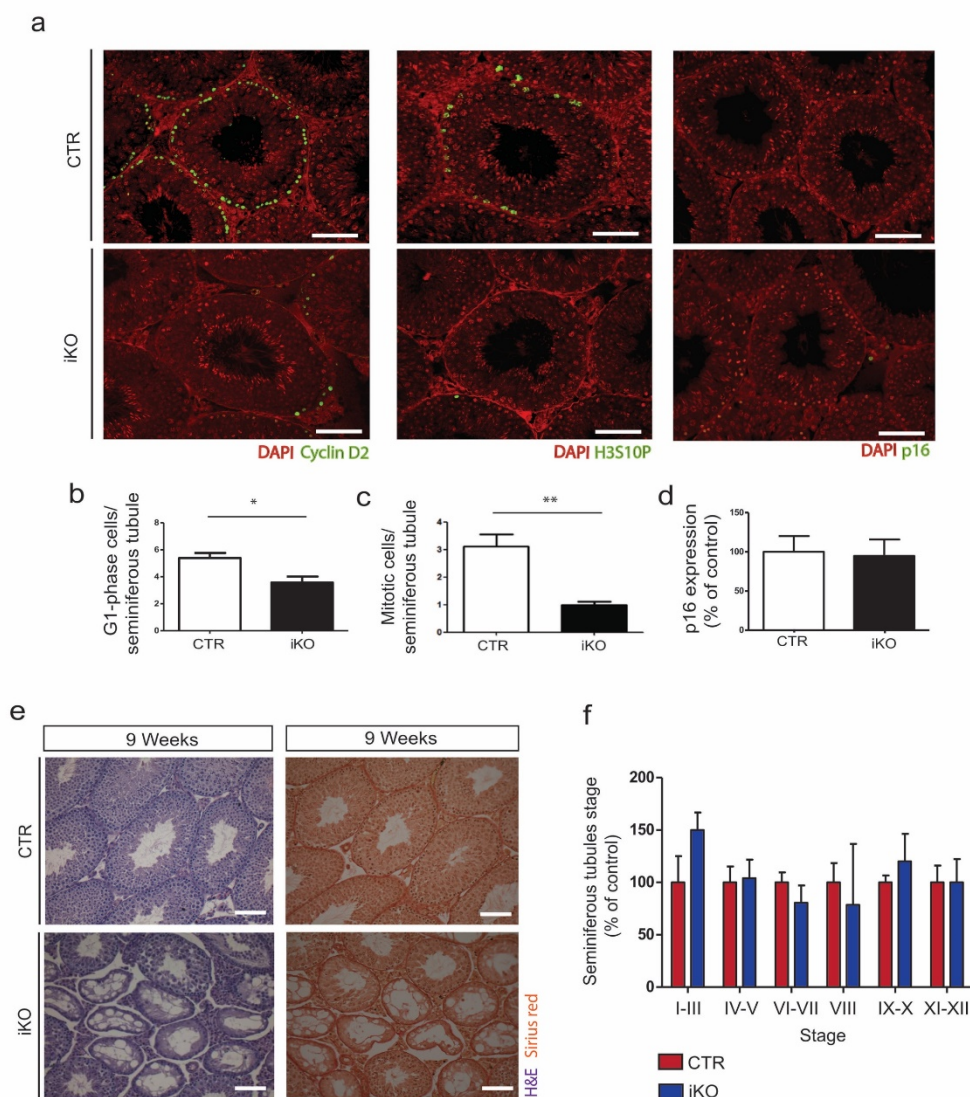 a
CTR
iKO
DAPI Cyclin D2
DAPI H3S10P
DAPI p16
b
G1-phase cells/
seminiferous tubule
8
6
4
2
0
*
CTR
iKO
c
Mitotic cells/
seminiferous tubule
4
3
2
1
0
**
CTR
iKO
d
p16 expression
(% of control)
150
100
50
0
CTR
iKO
e
9 Weeks
9 Weeks
CTR
iKO
H&E Sirius red
f
Seminiferous tubules stage
(% of control)
200
150
100
50
0
I-III
IV-V
VI-VII
VIII
IX-X
XI-XII
Stage
CTR
iKO